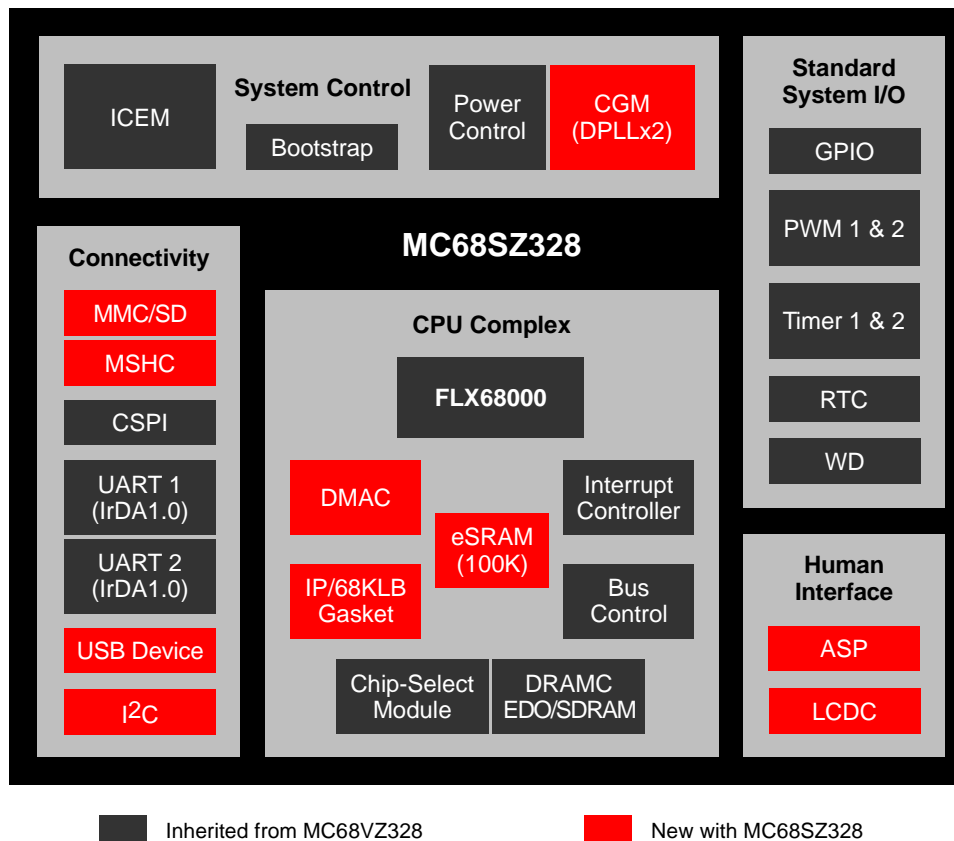 System Control
ICEM
Bootstrap
Power
Control
CGM
(DPLLx2)
Standard
System I/O
GPIO
PWM 1 & 2
Timer 1 & 2
RTC
WD
MC68SZ328
Connectivity
MMC/SD
MSHC
CSPI
UART 1
(IrDA1.0)
UART 2
(IrDA1.0)
USB Device
I2C
CPU Complex
FLX68000
DMAC
Interrupt
Controller
eSRAM
(100K)
IP/68KLB
Gasket
Bus
Control
Chip-Select
Module
DRAMC
EDO/SDRAM
Human
Interface
ASP
LCDC
Inherited from MC68VZ328
New with MC68SZ328